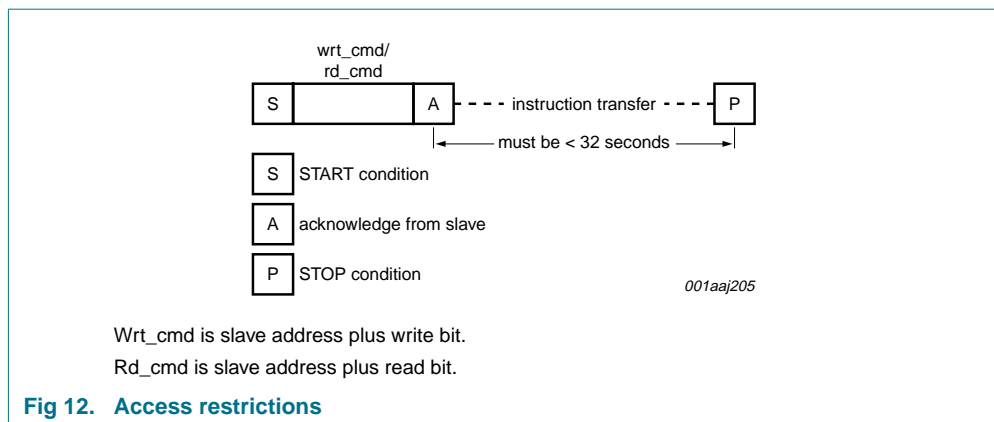 wrt_cmd/
rd_cmd
S A instruction transfer P
must be < 32 seconds
S START condition
A acknowledge from slave
P STOP condition
001aaj205
Wrt_cmd is slave address plus write bit.
Rd_cmd is slave address plus read bit.
Fig 12. Access restrictions